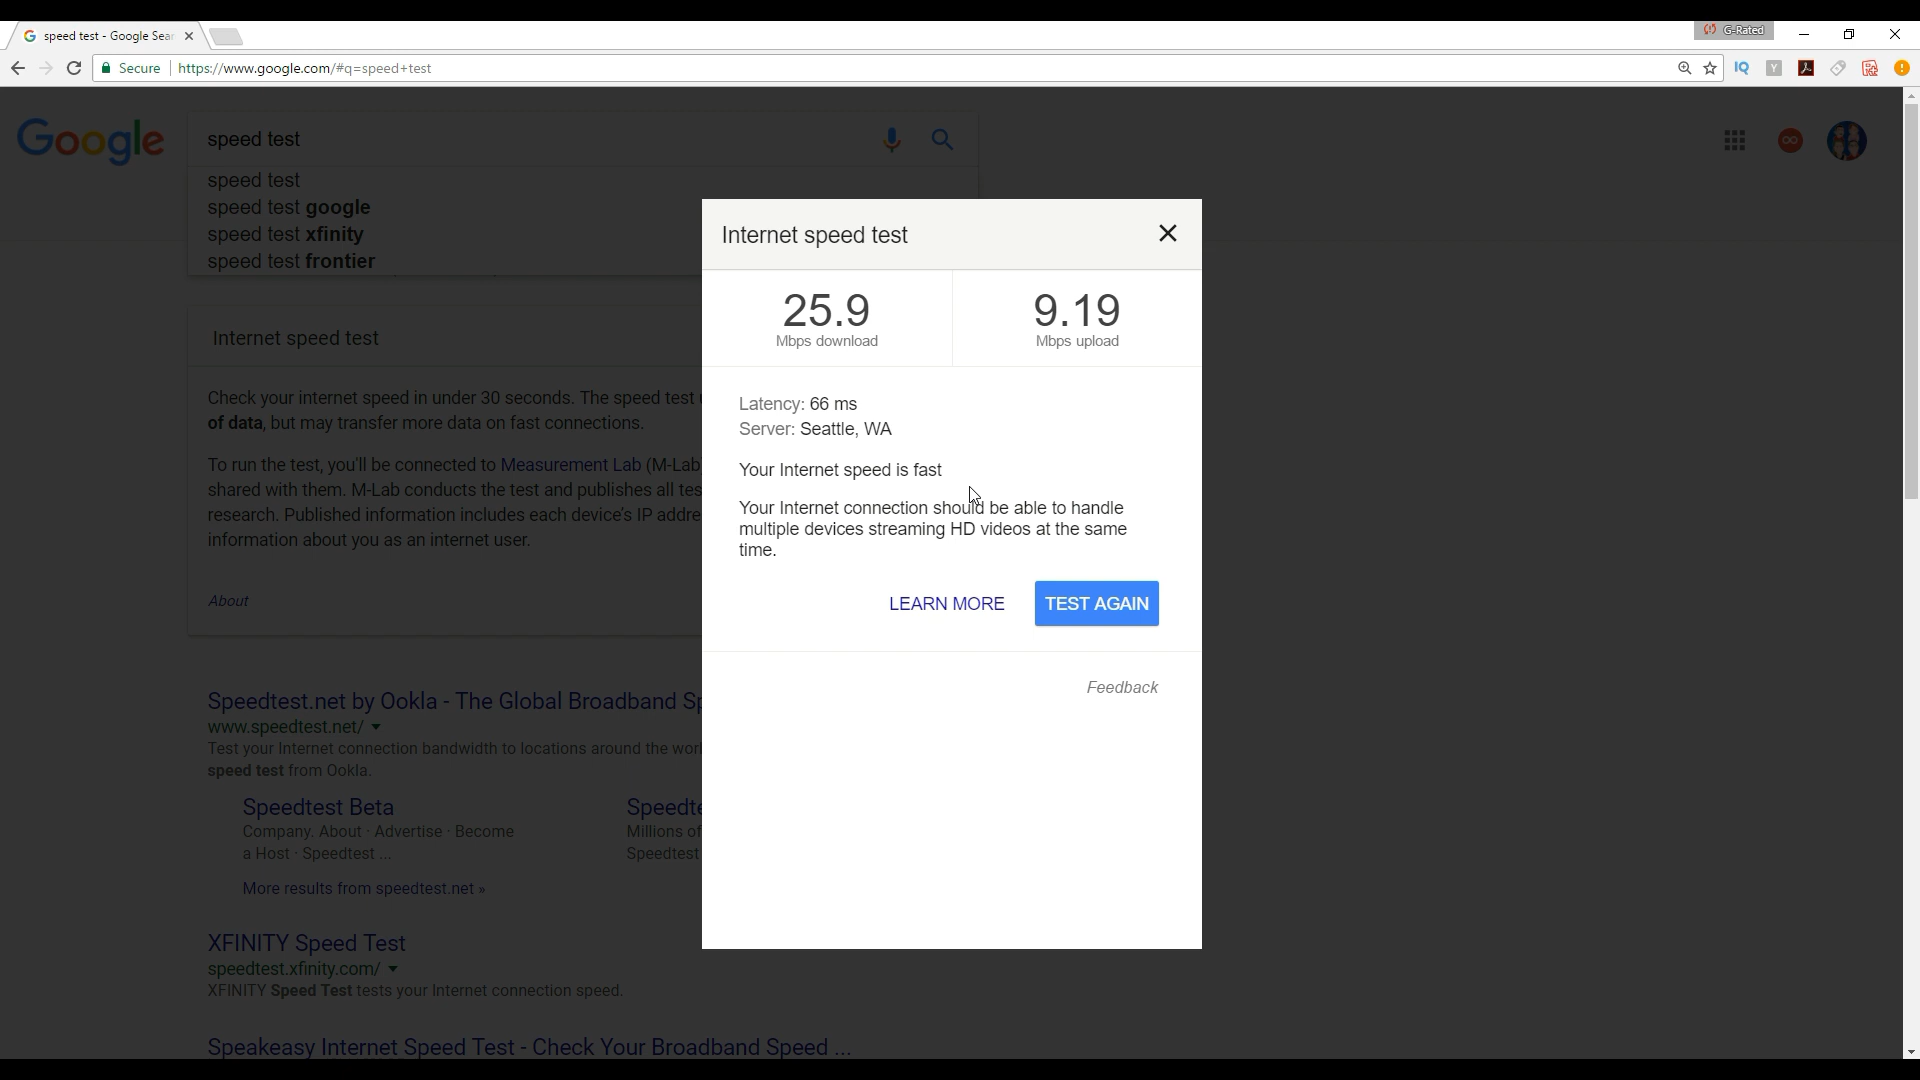 speed test - Google Sear
G-Rated
Secure
https://www.google.com/#q=speed+test
IQ
Y
Google
speed test
speed test
speed test google
speed test xfinity
speed test frontier
Internet speed test
Check your internet speed in under 30 seconds. The speed test
of data, but may transfer more data on fast connections.
To run the test, you'll be connected to Measurement Lab (M-Lab
shared with them. M-Lab conducts the test and publishes all tes
research. Published information includes each device's IP addre
information about you as an internet user.
About
Speedtest.net by Ookla - The Global Broadband Sp
www.speedtest.net/
Test your Internet connection bandwidth to locations around the worl
speed test from Ookla.
Speedtest Beta
Company. About · Advertise · Become
a Host · Speedtest ...
Speedte
Millions of
Speedtest
More results from speedtest.net »
XFINITY Speed Test
speedtest.xfinity.com/
XFINITY Speed Test tests your Internet connection speed.
Speakeasy Internet Speed Test - Check Your Broadband Speed ...
Internet speed test
25.9
Mbps download
9.19
Mbps upload
Latency: 66 ms
Server: Seattle, WA
Your Internet speed is fast
Your Internet connection should be able to handle
multiple devices streaming HD videos at the same
time.
LEARN MORE
TEST AGAIN
Feedback